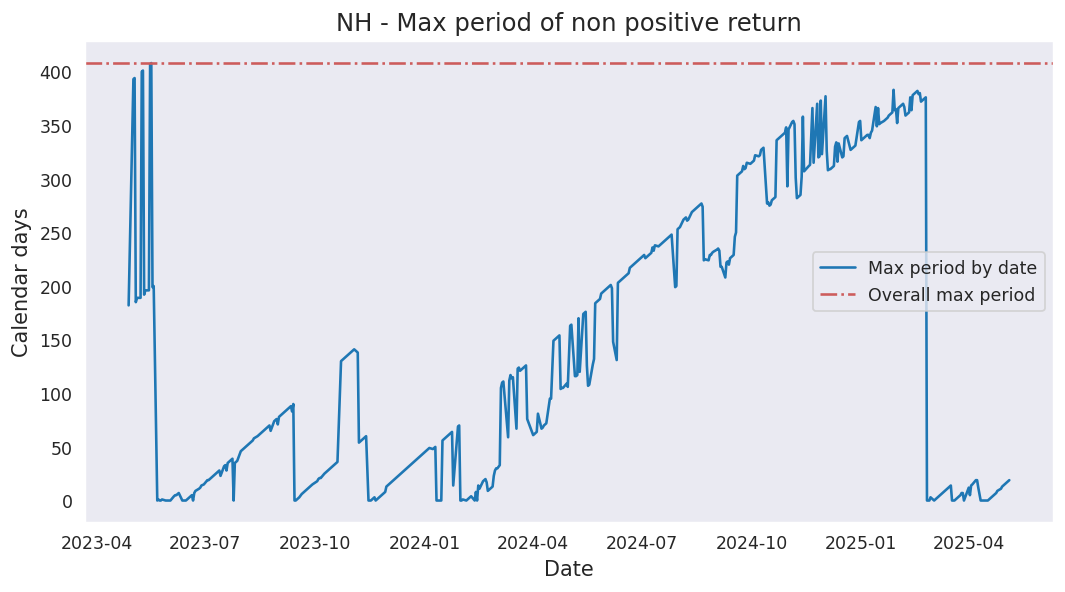 NH - Max period of non positive return
Calendar days
400
350
300
250
200
150
100
50
0
Max period by date
Overall max period
2023-04 2023-07 2023-10 2024-01 2024-04 2024-07 2024-10 2025-01 2025-04
Date